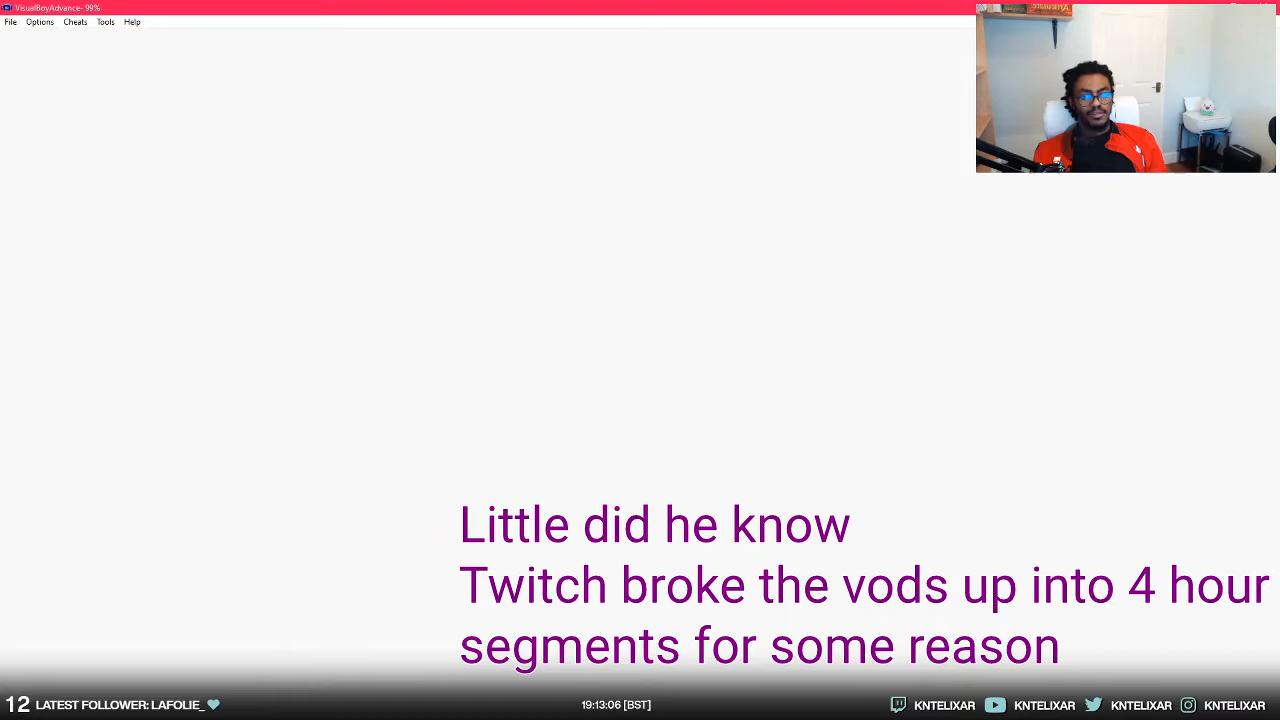 VisualBoyAdvance- 99%
File Options Cheats Tools Help
Little did he know
Twitch broke the vods up into 4 hour
segments for some reason
12 LATEST FOLLOWER: LAFOLIE_ 19:13:06 [BST] KNTELIXAR KNTELIXAR KNTELIXAR KNTELIXAR